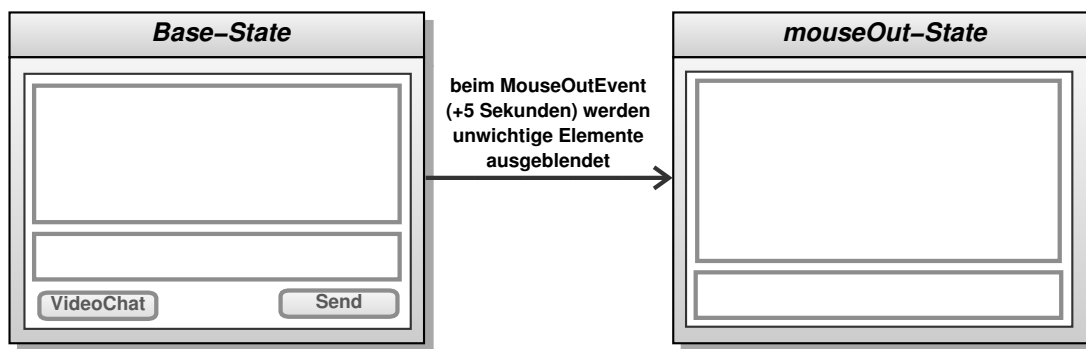 Base–State
mouseOut–State
beim MouseOutEvent
(+5 Sekunden) werden
unwichtige Elemente
ausgeblendet
VideoChat
Send